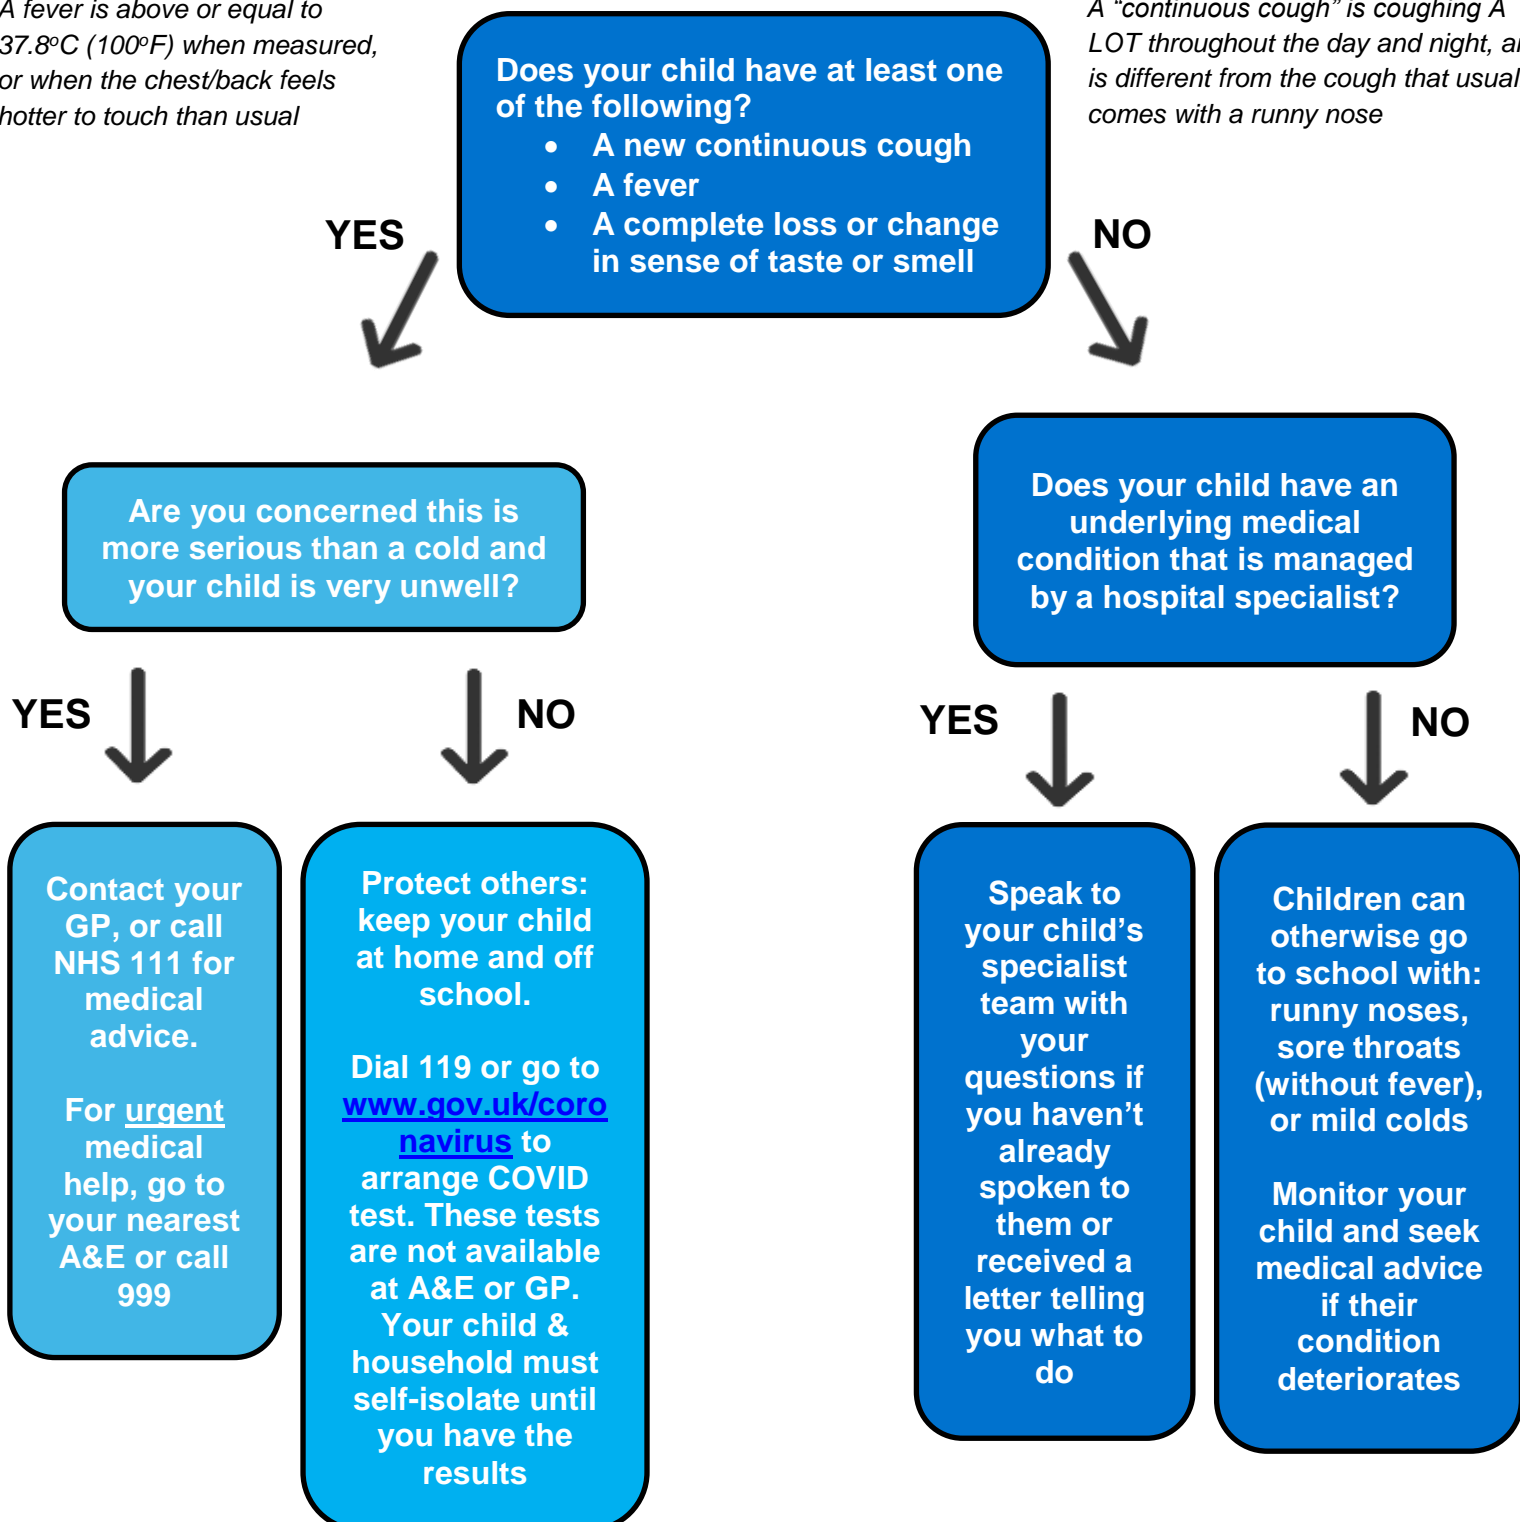 A fever is above or equal to
37.8ºC (100ºF) when measured,
or when the chest/back feels
hotter to touch than usual
Does your child have at least one
of the following?
• A new continuous cough
• A fever
• A complete loss or change
in sense of taste or smell
A “continuous cough” is coughing A
LOT throughout the day and night,
is different from the cough that
comes with a runny nose
YES
NO
Are you concerned this is
more serious than a cold and
your child is very unwell?
Does your child have an
underlying medical
condition that is managed
by a hospital specialist?
YES
NO
YES
NO
Contact your
GP, or call
NHS 111 for
medical
advice.
For urgent
medical
help, go to
your nearest
A&E or call
999
Protect others:
keep your child
at home and off
school.
Dial 119 or go to
www.gov.uk/coro
navirus to
arrange COVID
test. These tests
are not available
at A&E or GP.
Your child &
household must
self-isolate until
you have the
results
Speak to
your child’s
specialist
team with
your
questions if
you haven’t
already
spoken to
them or
received a
letter telling
you what to
do
Children can
otherwise go
to school with:
runny noses,
sore throats
(without fever),
or mild colds
Monitor your
child and seek
medical advice
if their
condition
deteriorates